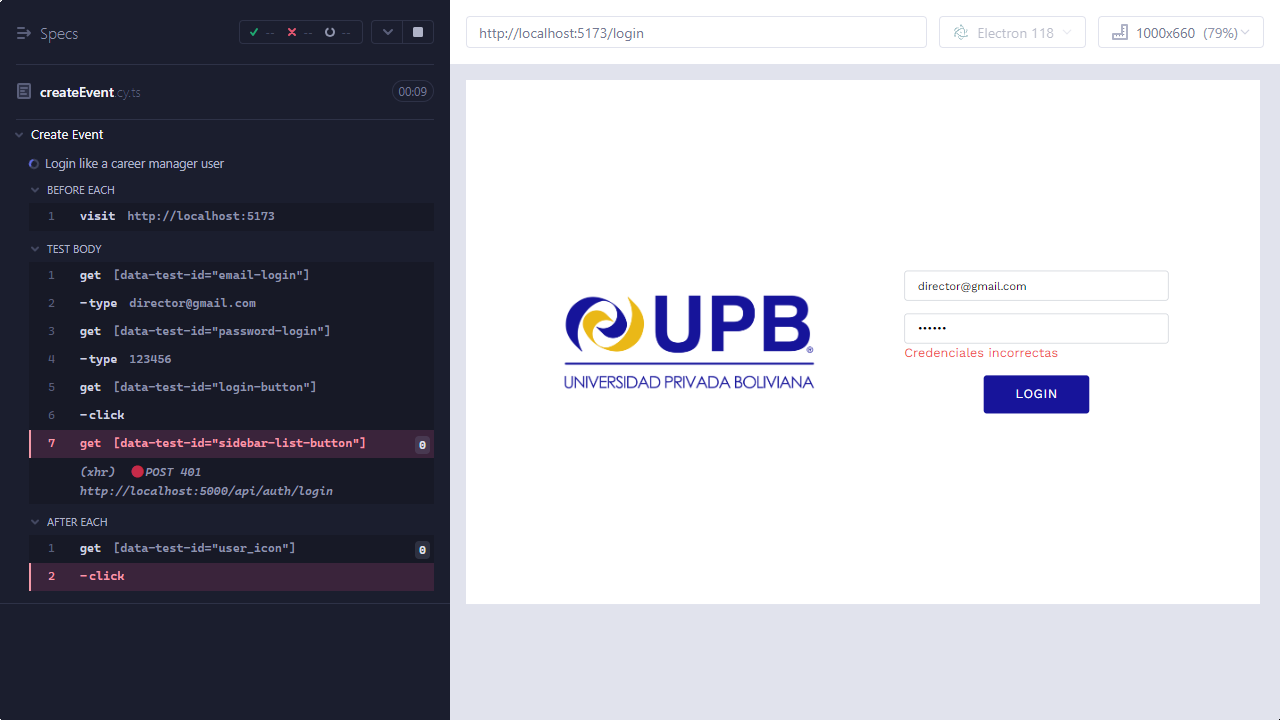 Specs
-- -- --
createEvent.cy.ts
00:09
Create Event
Login like a career manager user
BEFORE EACH
1 visit http://localhost:5173
TEST BODY
1 get [data-test-id="email-login"]
2 -type director@gmail.com
3 get [data-test-id="password-login"]
4 -type 123456
5 get [data-test-id="login-button"]
6 -click
7 get [data-test-id="sidebar-list-button"] 0
(xhr) POST 401
http://localhost:5000/api/auth/login
AFTER EACH
1 get [data-test-id="user_icon"] 0
2 -click
http://localhost:5173/login
Electron 118
1000x660 (79%)
UPB®
UNIVERSIDAD PRIVADA BOLIVIANA
director@gmail.com
••••••
Credenciales incorrectas
LOGIN